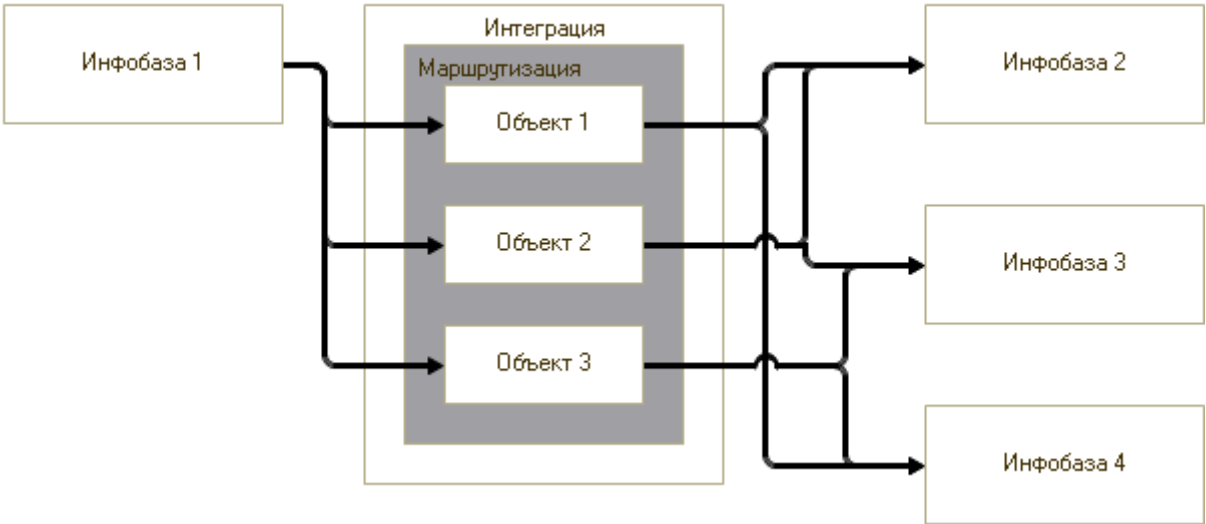 Интеграция
Инфобаза 1
Маршрутизация
Инфобаза 2
Объект 1
Объект 2
Инфобаза 3
Объект 3
Инфобаза 4